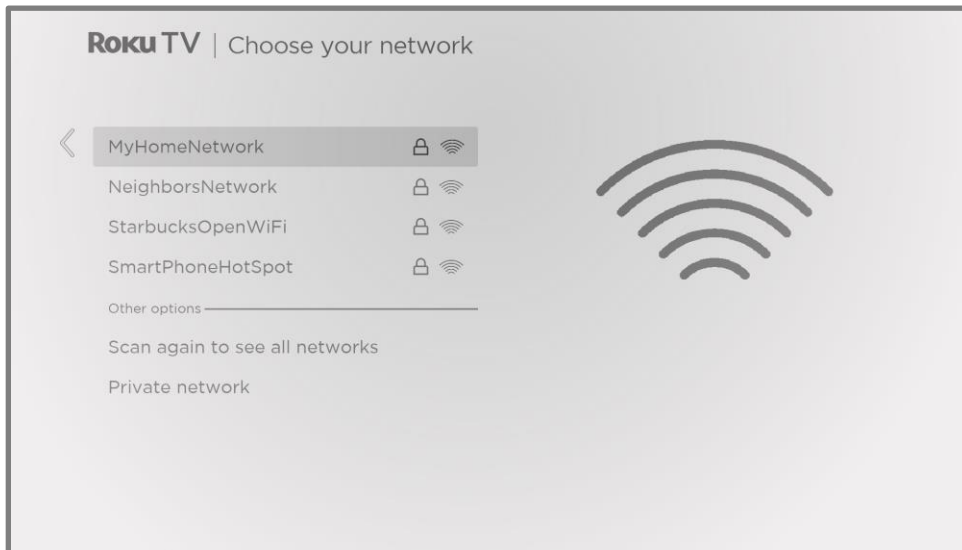 Roku TV | Choose your network
MyHomeNetwork
NeighborsNetwork
StarbucksOpenWiFi
SmartPhoneHotSpot
Other options
Scan again to see all networks
Private network